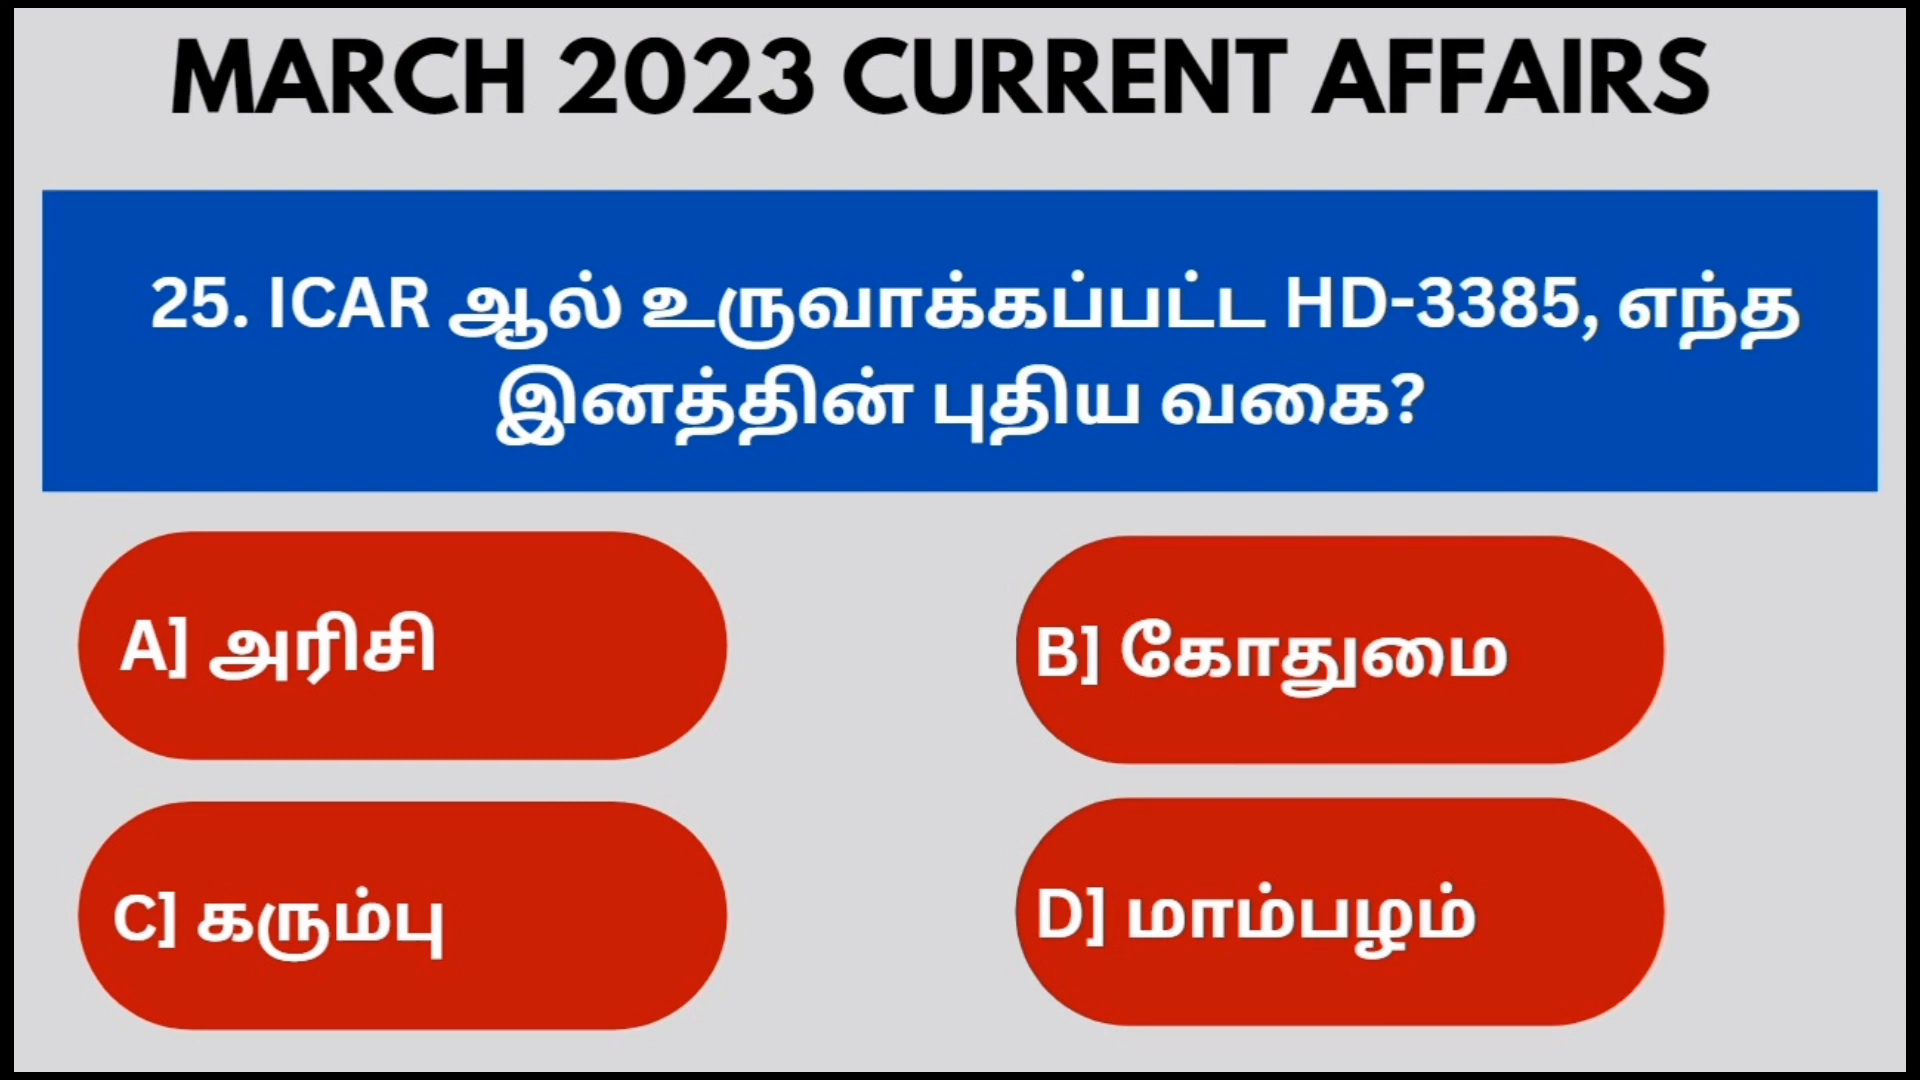 MARCH 2023 CURRENT AFFAIRS
25. ICAR ஆல் உருவாக்கப்பட்ட HD-3385, எந்த
இனத்தின் புதிய வகை?
A] அரிசி
B] கோதுமை
C] கரும்பு
D] மாம்பழம்